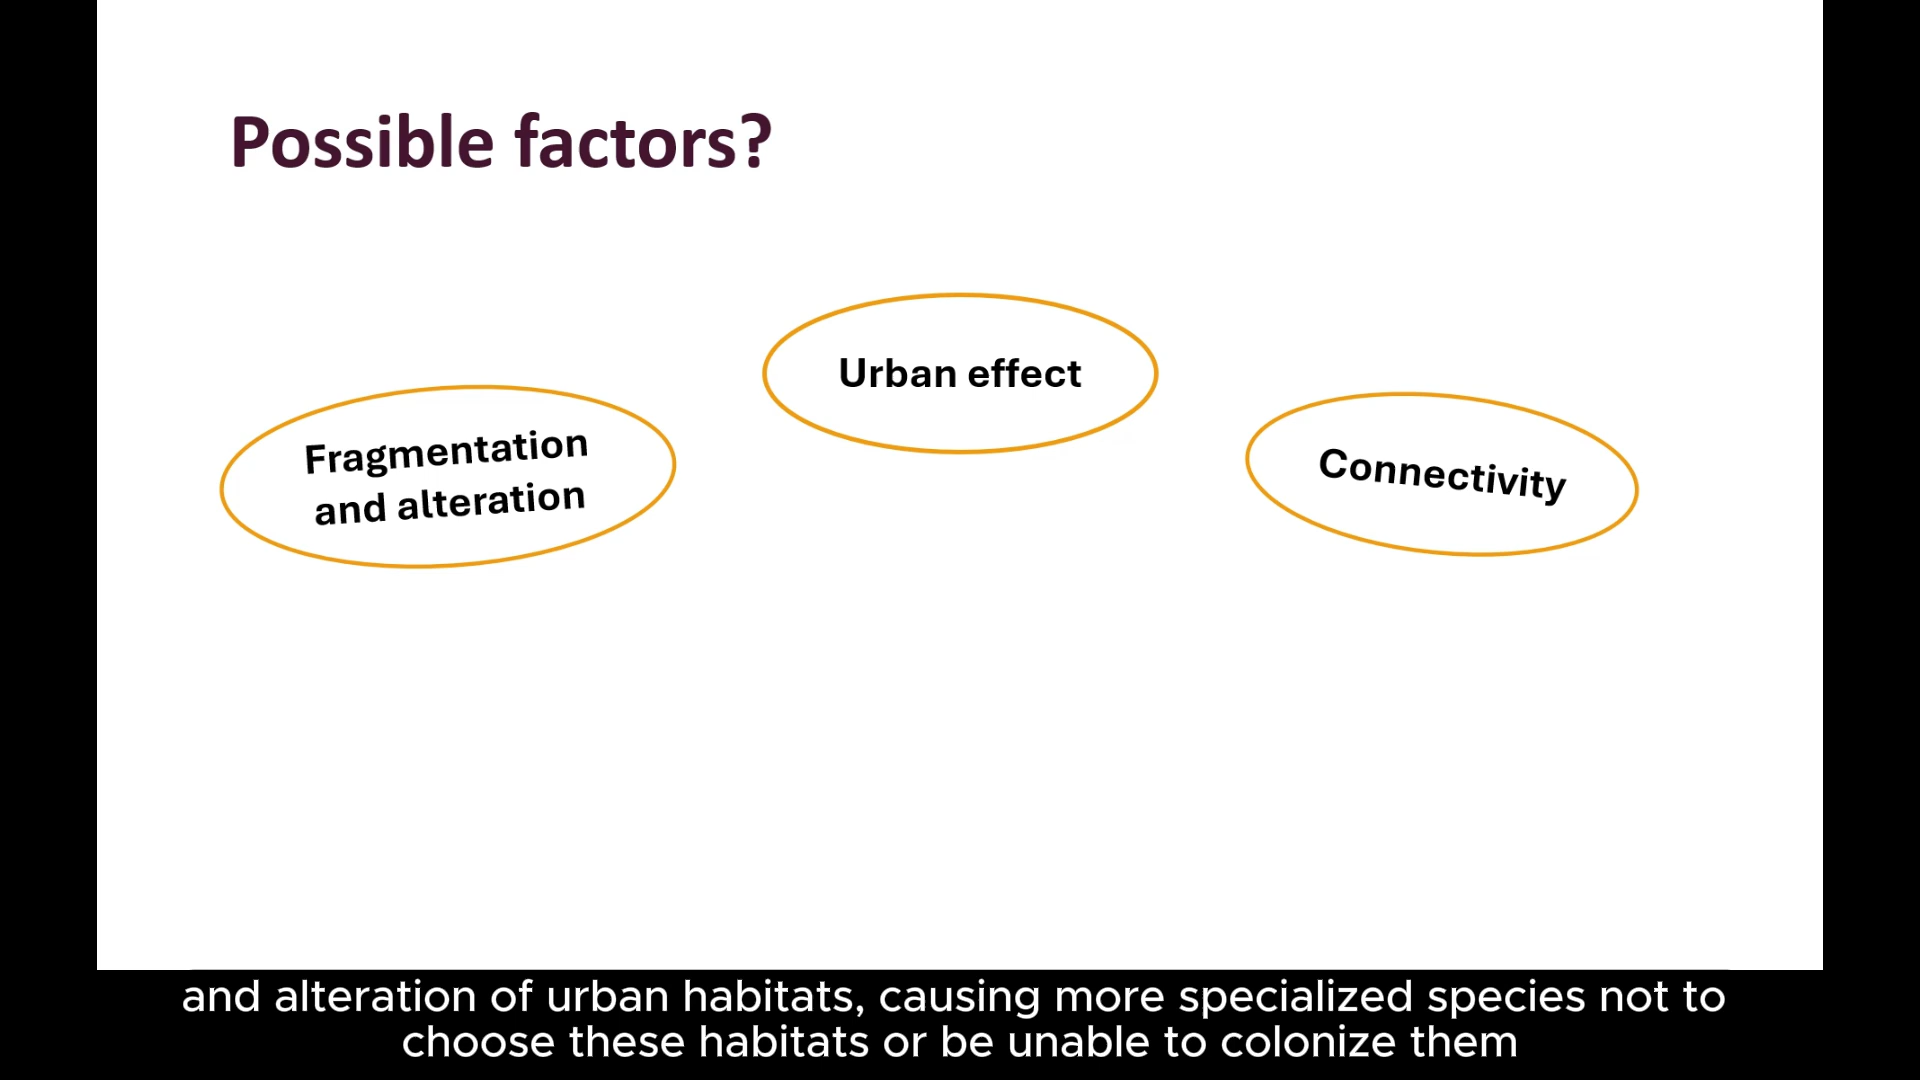 Possible factors?
Urban effect
Fragmentation
and alteration
Connectivity
and alteration of urban habitats, causing more specialized species not to
choose these habitats or be unable to colonize them